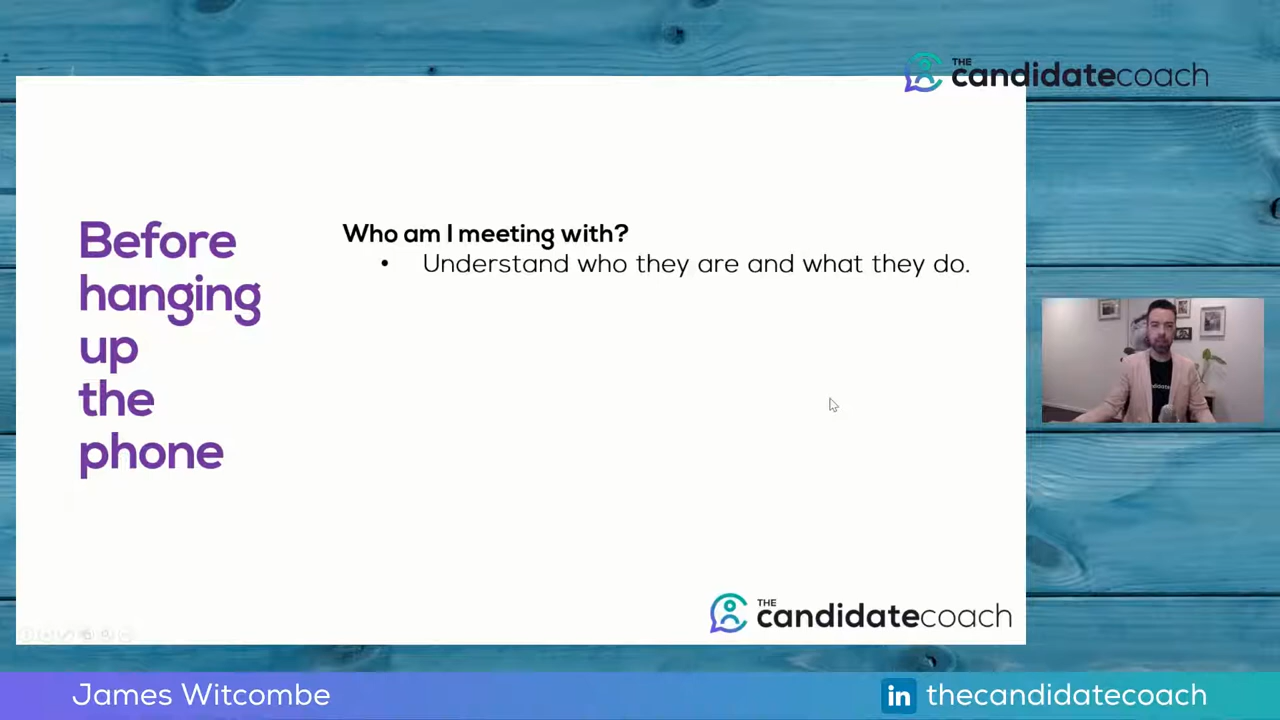 THE
candidatecoach
Before
hanging
up
the
phone
Who am I meeting with?
• Understand who they are and what they do.
THE
candidatecoach
James Witcombe
in thecandidatecoach